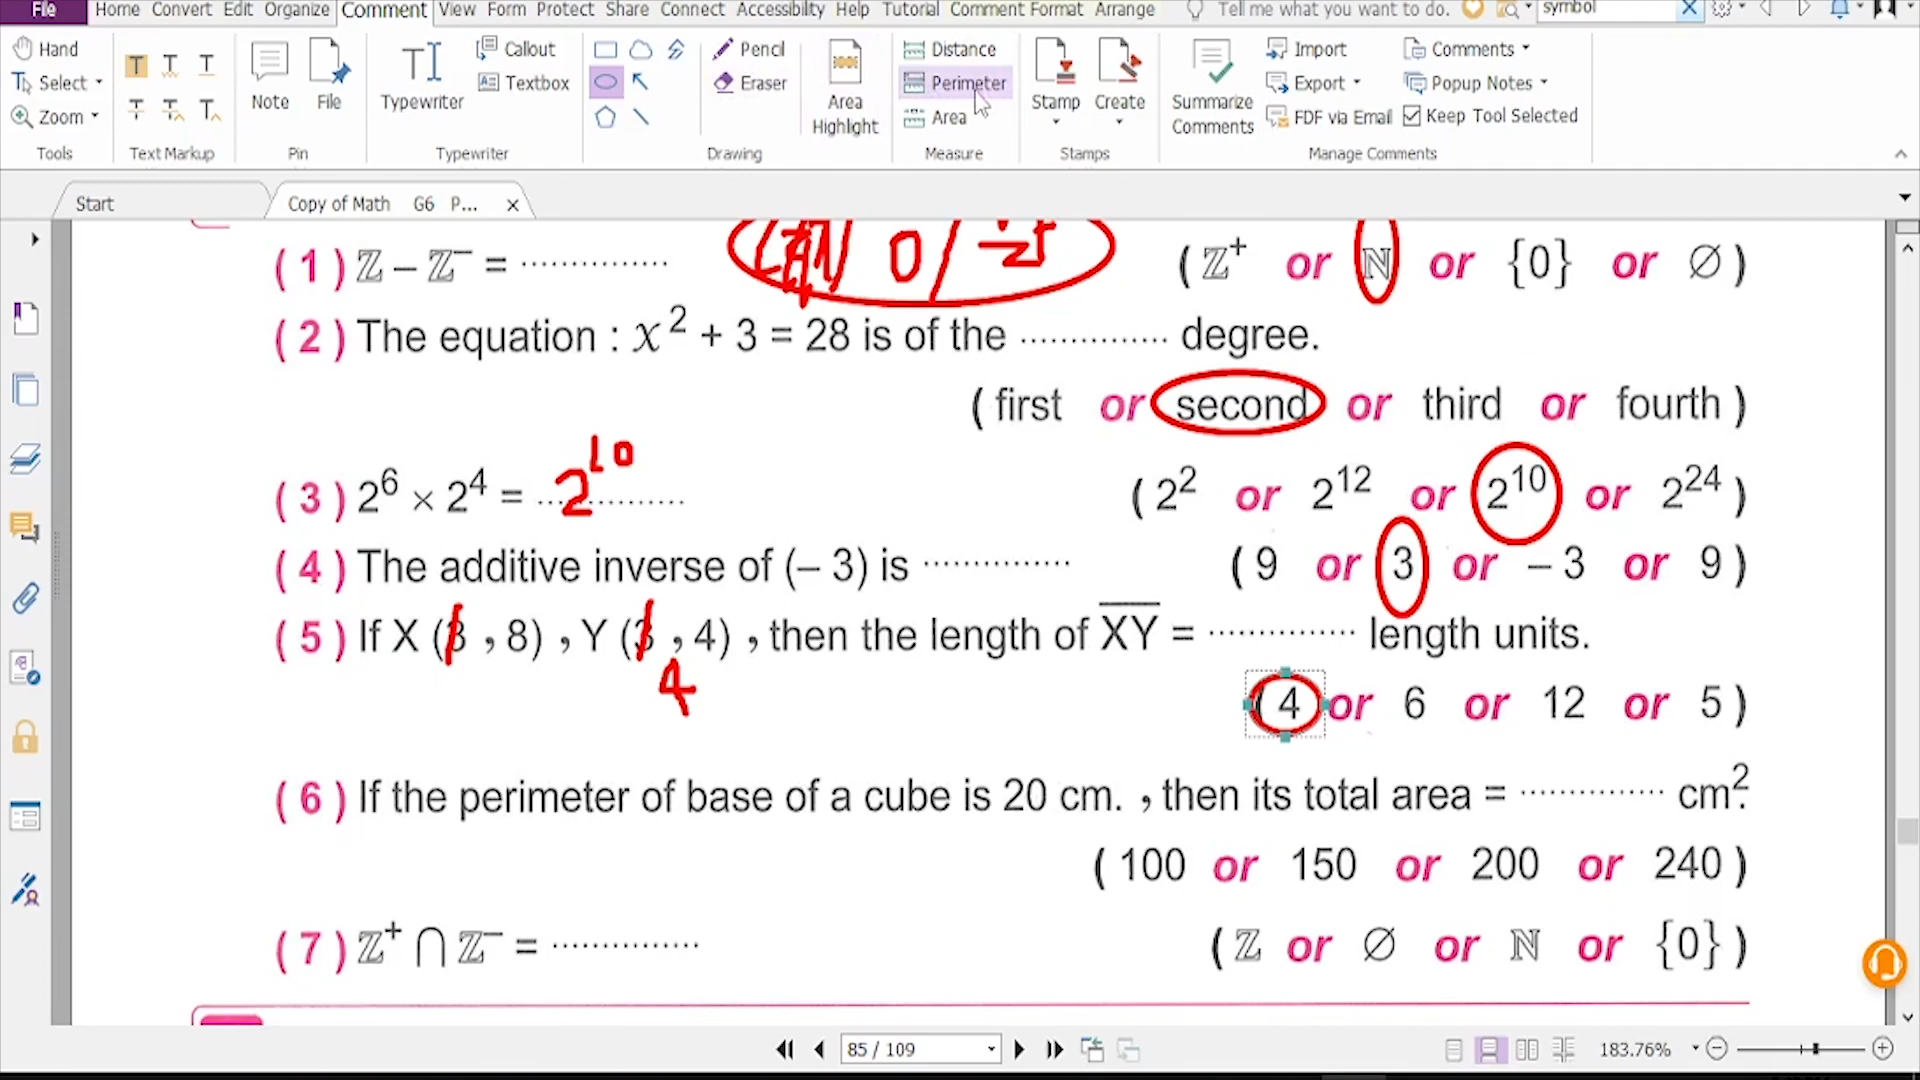 File Home Convert Edit Organize Comment View Form Protect Share Connect Accessibility Help Tutorial Comment Format Arrange Tell me what you want to do. symbol
Hand
Select
Zoom
Tools
Text Markup
Note
File
Pin
Typewriter
Callout
Textbox
Typewriter
Pencil
Eraser
Drawing
Area Highlight
Distance
Perimeter
Area
Measure
Stamp
Create
Stamps
Summarize Comments
Import
Export
FDF via Email
Comments
Popup Notes
Keep Tool Selected
Manage Comments
Start
Copy of Math G6 P...
( 1 ) ℤ – ℤ⁻ = ............... 0 ( ℤ⁺ or ℕ or {0} or ∅ )
( 2 ) The equation : x² + 3 = 28 is of the ............... degree.
( first or second or third or fourth )
( 3 ) 2⁶ × 2⁴ = ............... 2¹⁰ ( 2² or 2¹² or 2¹⁰ or 2²⁴ )
( 4 ) The additive inverse of (– 3) is ............... ( 9 or 3 or – 3 or 9 )
( 5 ) If X (3 , 8) , Y (3 , 4) , then the length of X̅Y̅ = ............... length units.
4
( 4 or 6 or 12 or 5 )
( 6 ) If the perimeter of base of a cube is 20 cm. , then its total area = ............... cm².
( 100 or 150 or 200 or 240 )
( 7 ) ℤ⁺ ⋂ ℤ⁻ = ............... ( ℤ or ∅ or ℕ or {0} )
85 / 109
183.76%